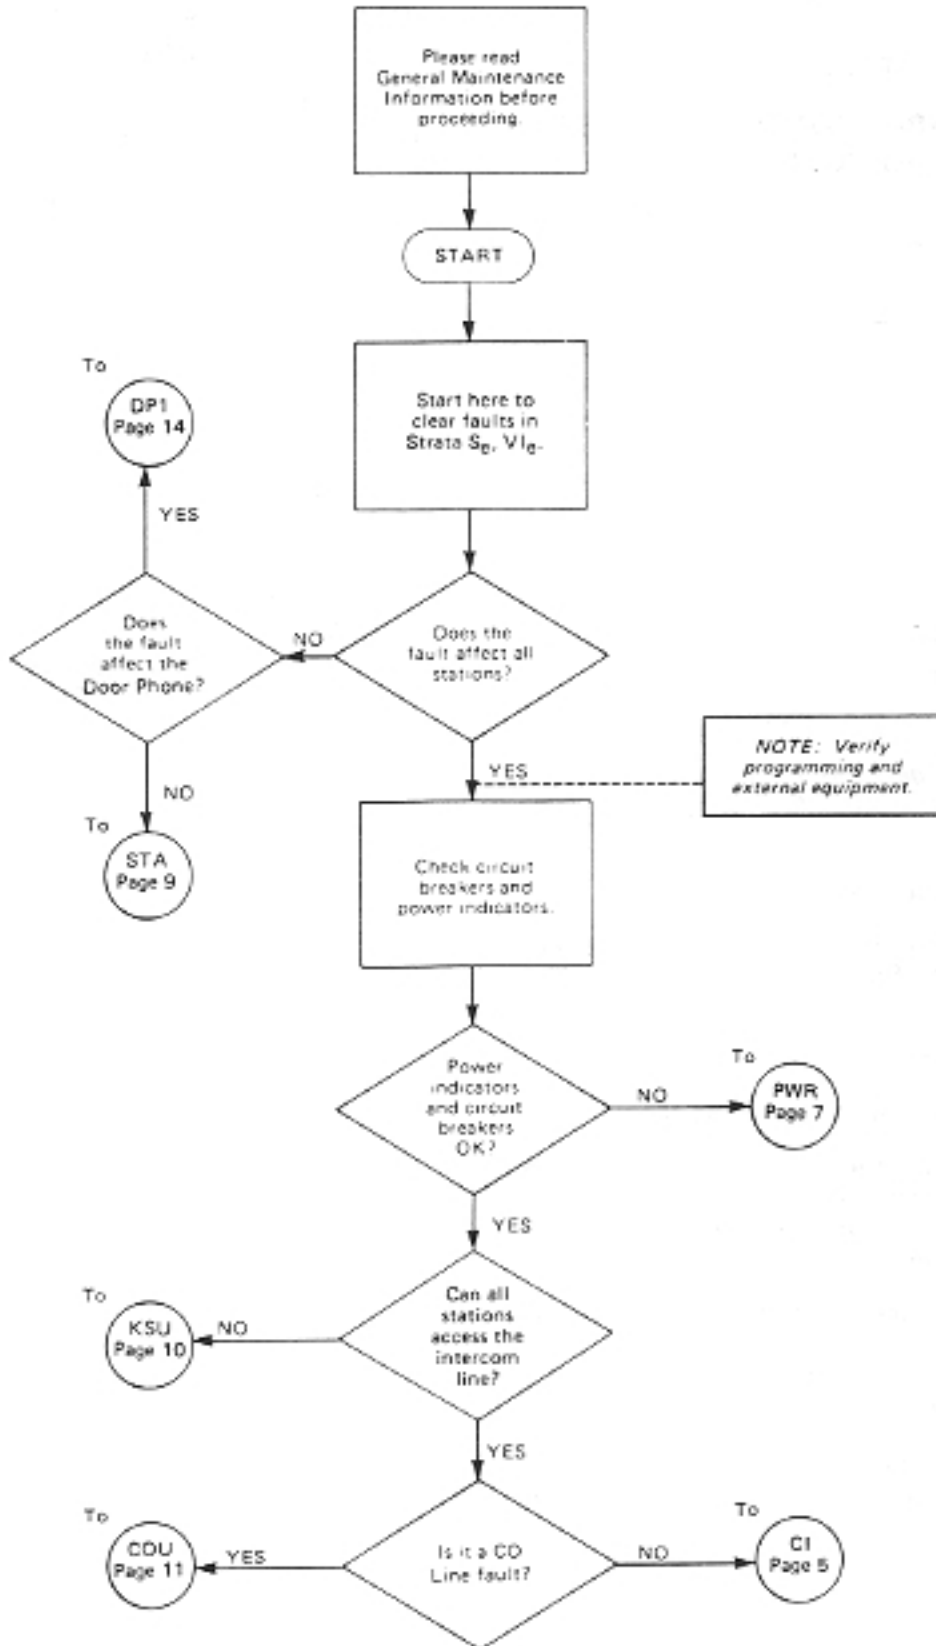 Please read
General Maintenance
Information before
proceeding.
START
Start here to
clear faults in
Strata Se, VIe.
To
DP1
Page 14
YES
Does
the fault
affect the
Door Phone?
NO
Does the
fault affect all
stations?
NO
To
STA
Page 9
YES
NOTE: Verify
programming and
external equipment.
Check circuit
breakers and
power indicators.
Power
indicators
and circuit
breakers
OK?
NO
To
PWR
Page 7
YES
To
KSU
Page 10
NO
Can all
stations
access the
intercom
line?
YES
To
COU
Page 11
YES
Is it a CO
Line fault?
NO
To
CI
Page 5